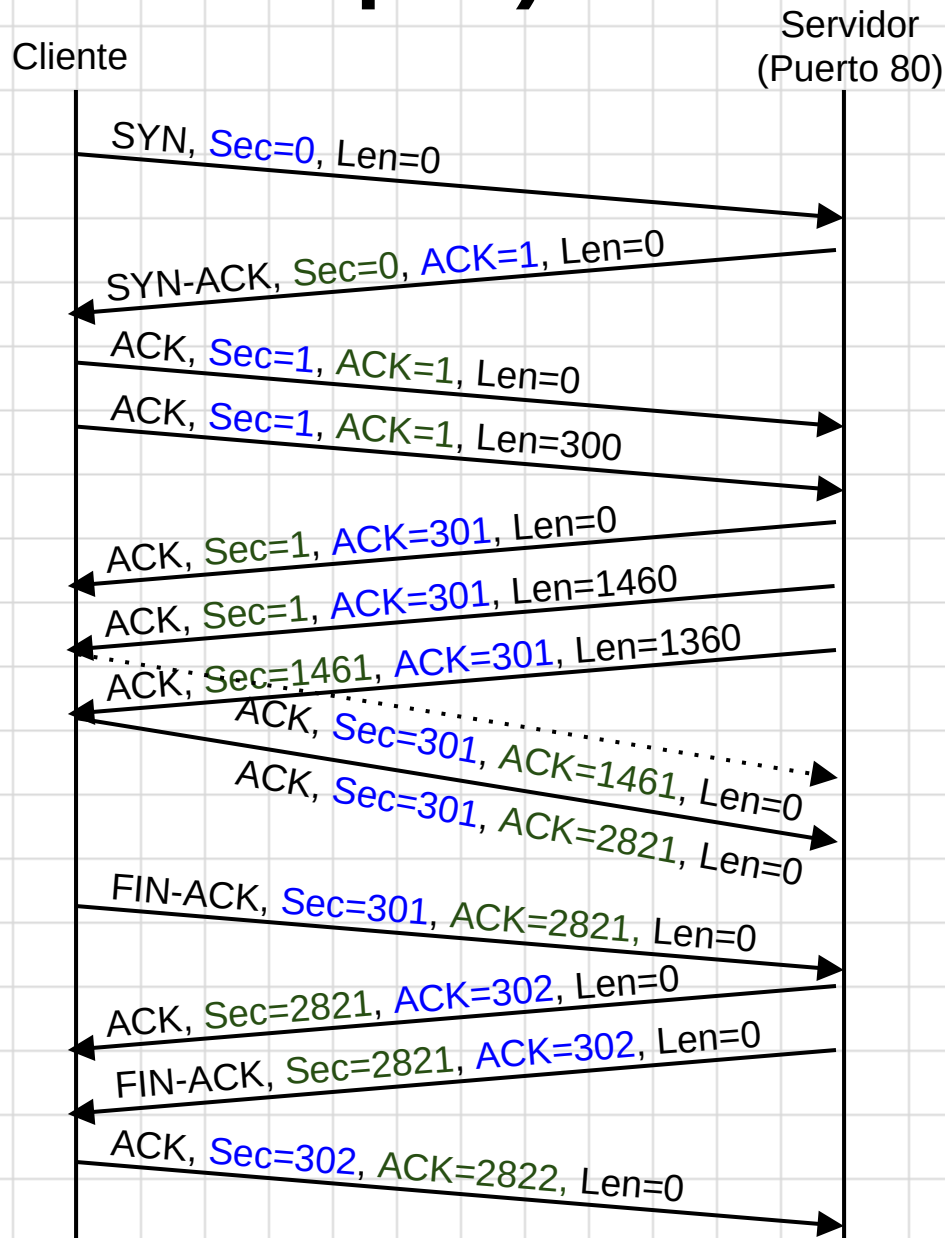 Cliente
Servidor
(Puerto 80)
SYN, Sec=0, Len=0
SYN-ACK, Sec=0, ACK=1, Len=0
ACK, Sec=1, ACK=1, Len=0
ACK, Sec=1, ACK=1, Len=300
ACK, Sec=1, ACK=301, Len=0
ACK, Sec=1, ACK=301, Len=1460
ACK, Sec=1461, ACK=301, Len=1360
ACK, Sec=301, ACK=1461, Len=0
ACK, Sec=301, ACK=2821, Len=0
FIN-ACK, Sec=301, ACK=2821, Len=0
ACK, Sec=2821, ACK=302, Len=0
FIN-ACK, Sec=2821, ACK=302, Len=0
ACK, Sec=302, ACK=2822, Len=0